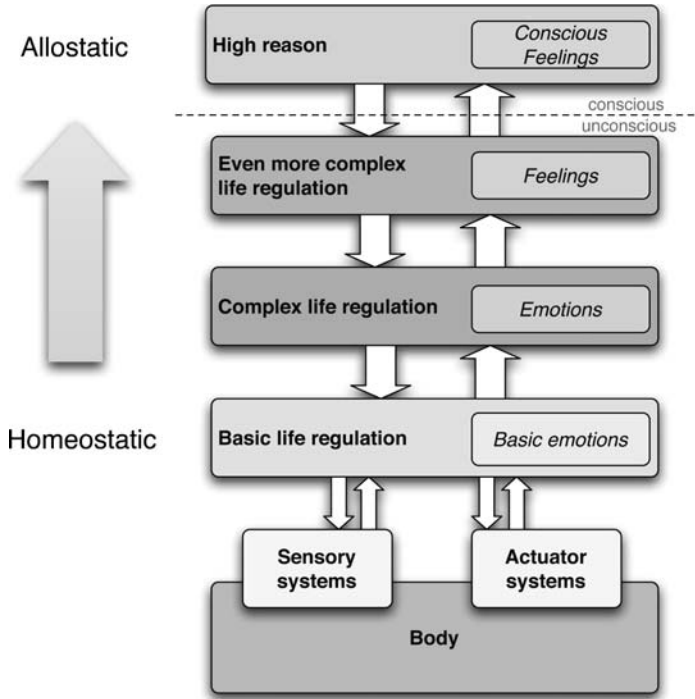 Allostatic
High reason
Conscious
Feelings
conscious
unconscious
Even more complex
life regulation
Feelings
Complex life regulation
Emotions
Homeostatic
Basic life regulation
Basic emotions
Sensory
systems
Actuator
systems
Body